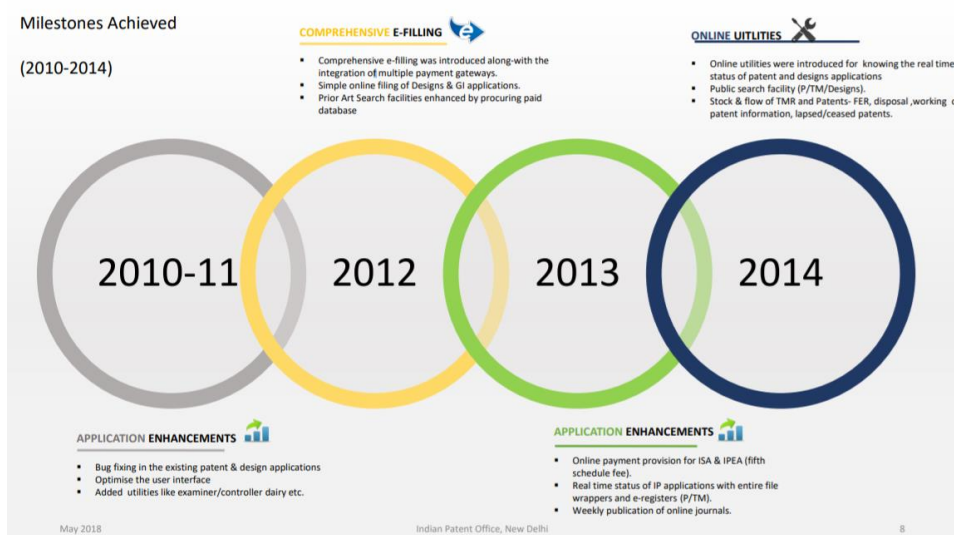 Milestones Achieved
(2010-2014)
COMPREHENSIVE E-FILLING
▪ Comprehensive e-filling was introduced along-with the
integration of multiple payment gateways.
▪ Simple online filing of Designs & GI applications.
▪ Prior Art Search facilities enhanced by procuring paid
database
ONLINE UITLITIES
▪ Online utilities were introduced for knowing the real time
status of patent and designs applications
▪ Public search facility (P/TM/Designs).
▪ Stock & flow of TMR and Patents- FER, disposal ,working
patent information, lapsed/ceased patents.
2010-11
2012
2013
2014
APPLICATION ENHANCEMENTS
▪ Bug fixing in the existing patent & design applications
▪ Optimise the user interface
▪ Added utilities like examiner/controller dairy etc.
APPLICATION ENHANCEMENTS
▪ Online payment provision for ISA & IPEA (fifth
schedule fee).
▪ Real time status of IP applications with entire file
wrappers and e-registers (P/TM).
▪ Weekly publication of online journals.
May 2018
Indian Patent Office, New Delhi
8